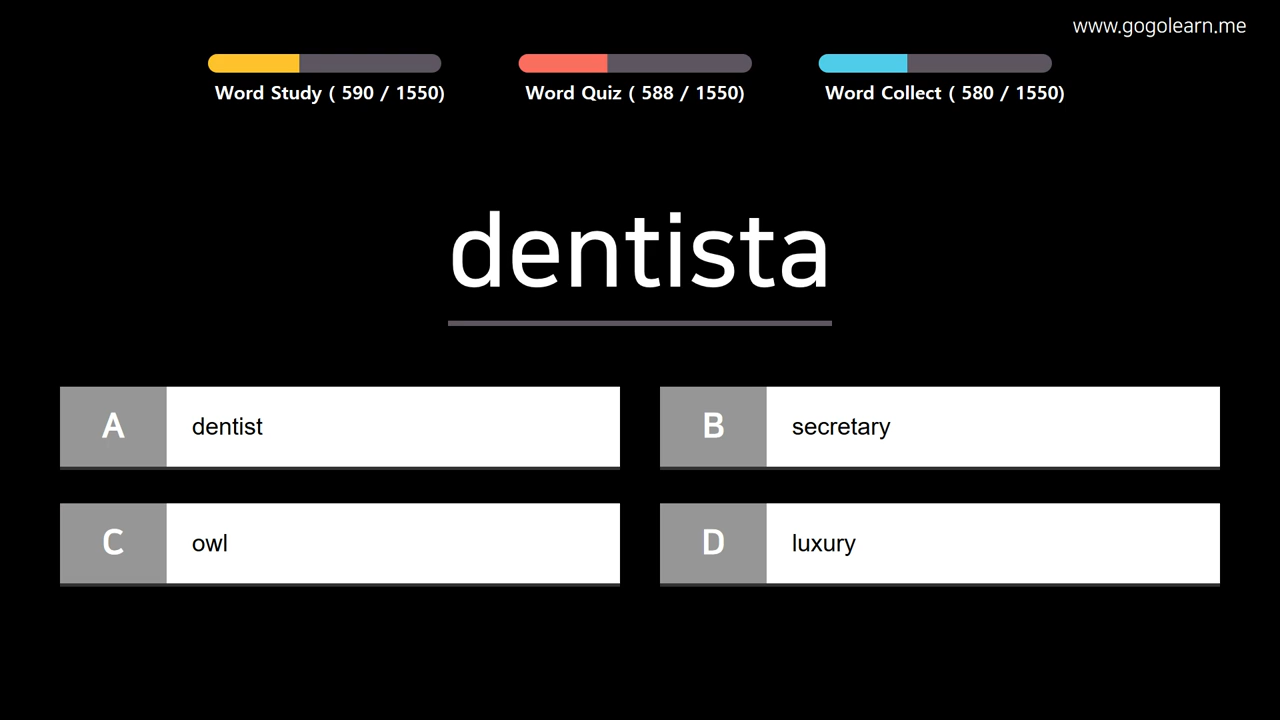 www.gogolearn.me
Word Study ( 590 / 1550)
Word Quiz ( 588 / 1550)
Word Collect ( 580 / 1550)
dentista
A dentist
B secretary
C owl
D luxury